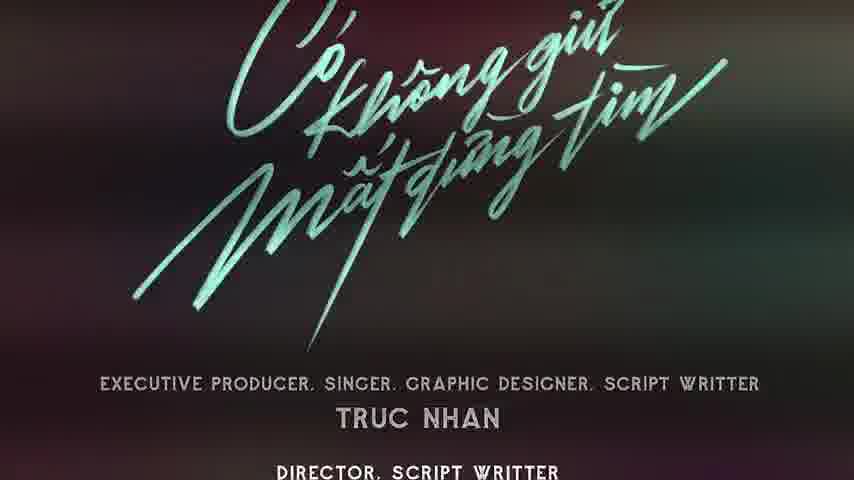 Có không giữ
mất đừng tìm
EXECUTIVE PRODUCER. SINGER. GRAPHIC DESIGNER. SCRIPT WRITTER
TRUC NHAN
DIRECTOR. SCRIPT WRITTER